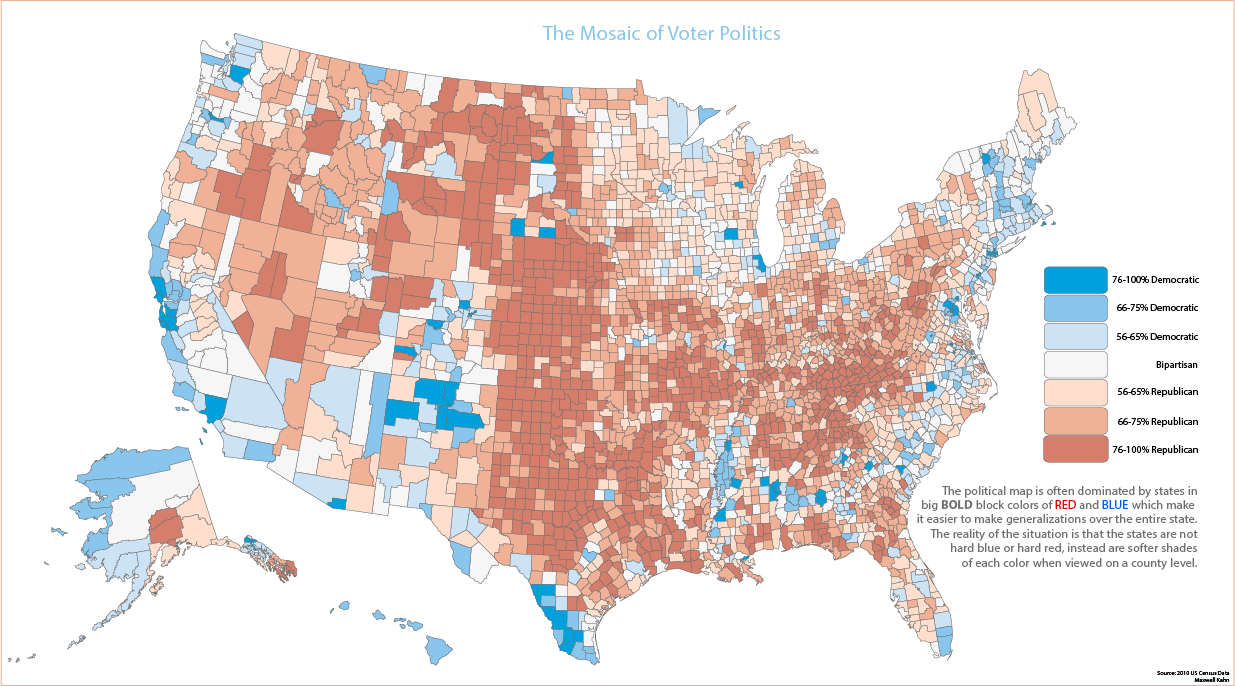 The Mosaic of Voter Politics
76-100% Democratic
66-75% Democratic
56-65% Democratic
Bipartisan
56-65% Republican
66-75% Republican
76-100% Republican
The political map is often dominated by states in
big BOLD block colors of RED and BLUE which make
it easier to make generalizations over the entire state.
The reality of the situation is that the states are not
hard blue or hard red, instead are softer shades
of each color when viewed on a county level.
Source: 2010 US Census Data
Maxwell Kahn